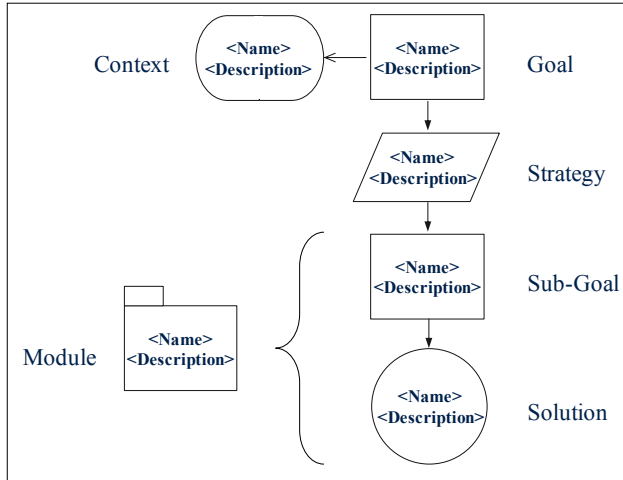 Context
<Name>
<Description>
<Name>
<Description>
Goal
<Name>
<Description>
Strategy
<Name>
<Description>
Sub-Goal
Module
<Name>
<Description>
<Name>
<Description>
Solution